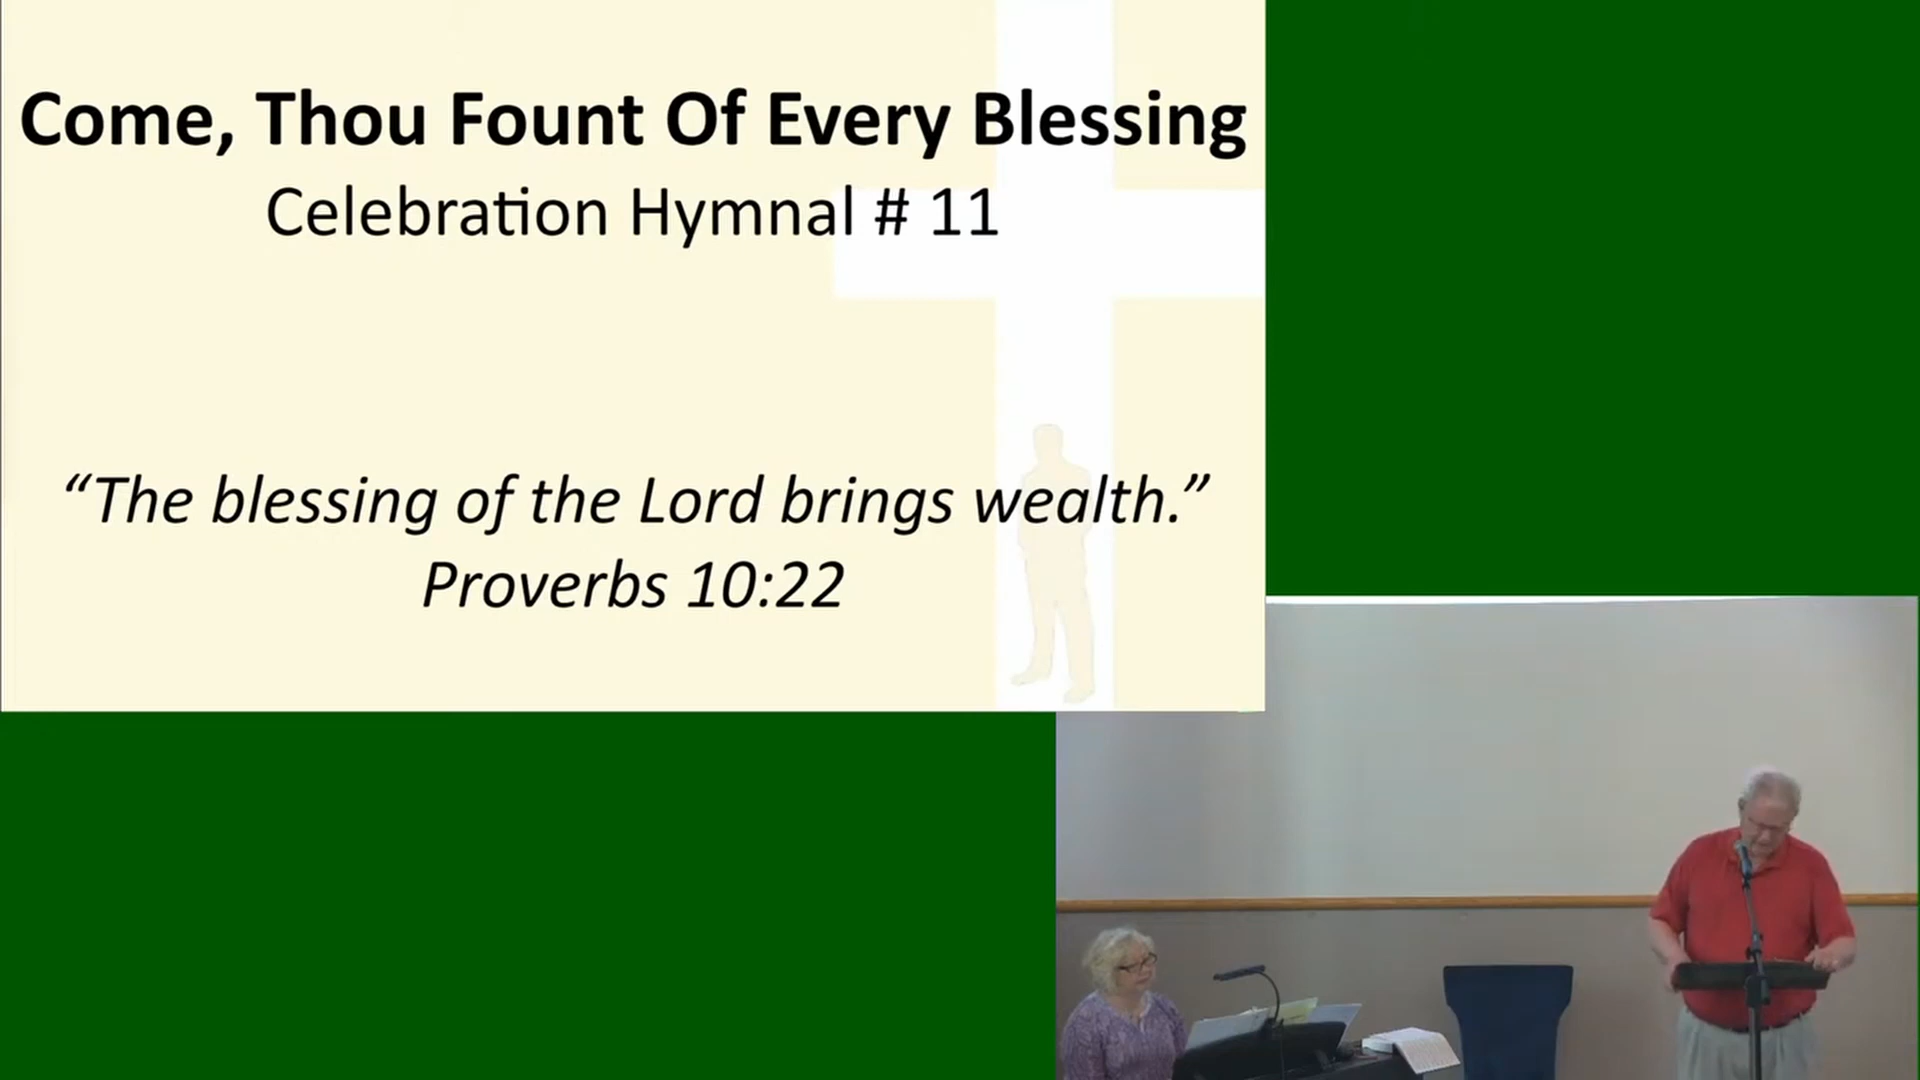 Come, Thou Fount Of Every Blessing
Celebration Hymnal # 11
“The blessing of the Lord brings wealth.”
Proverbs 10:22